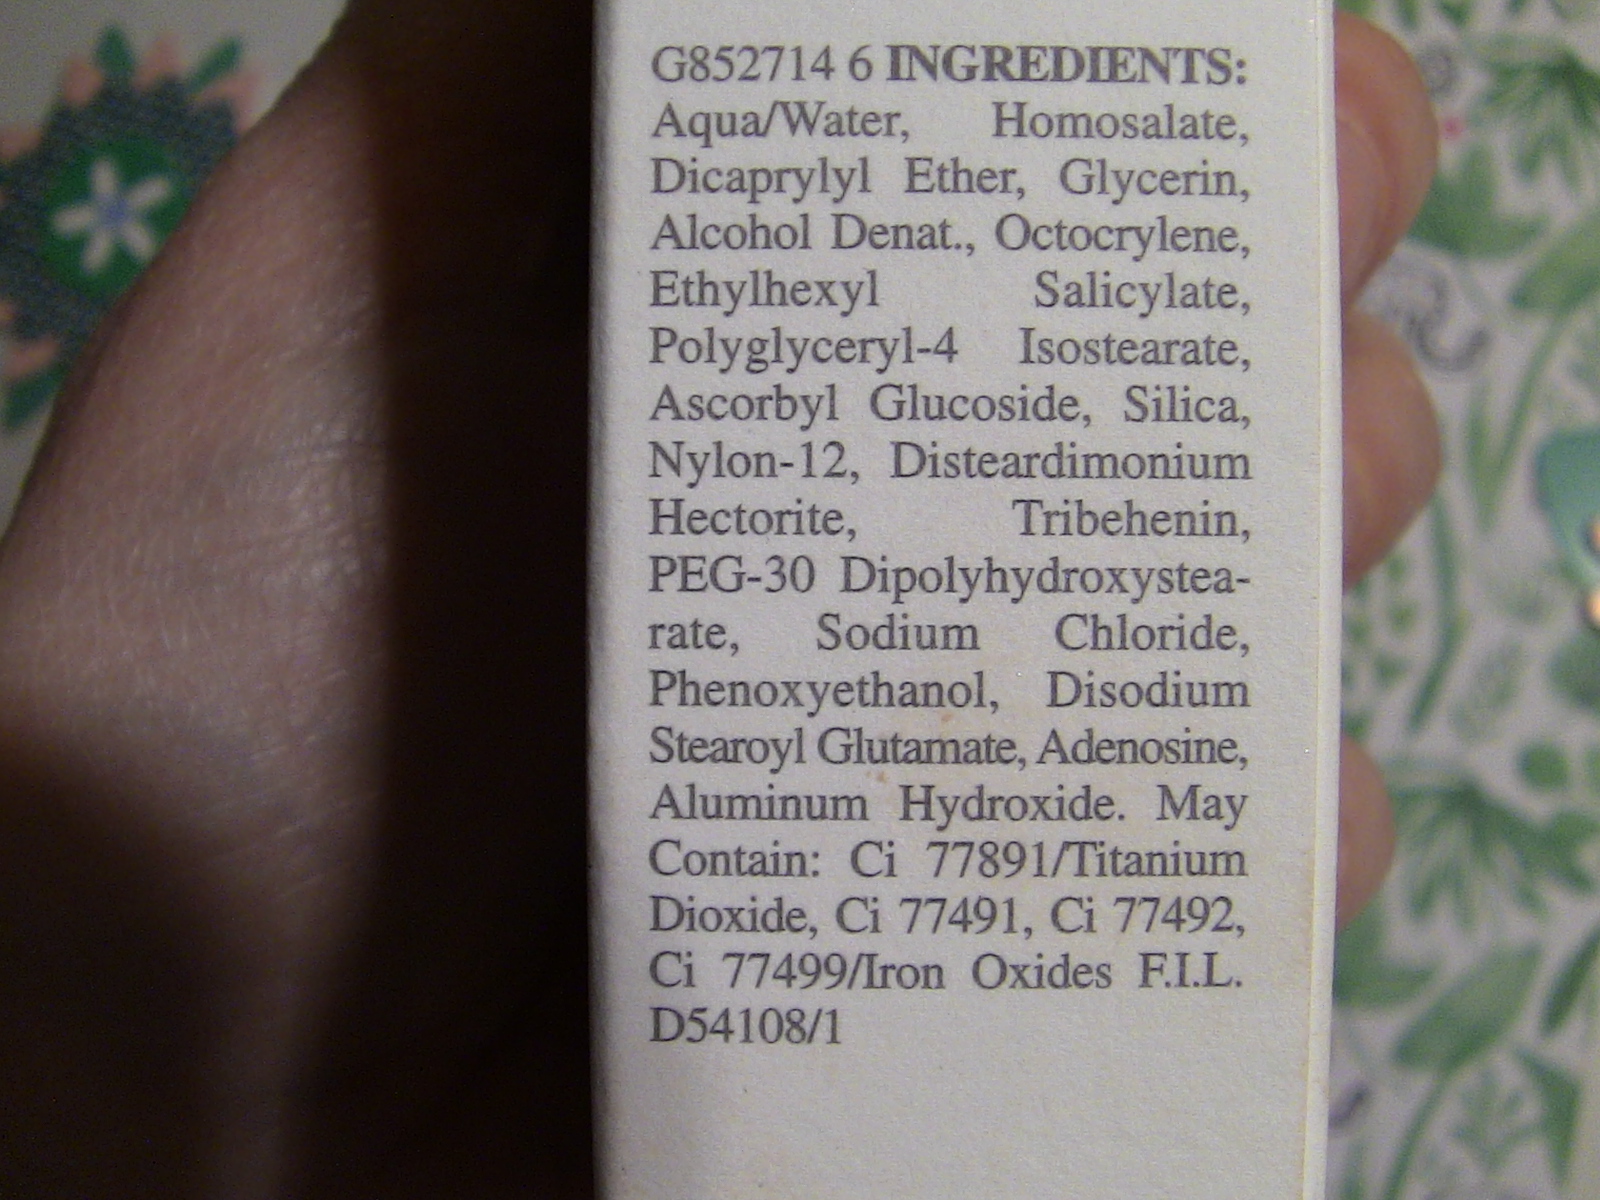 G852714 6 INGREDIENTS:
Aqua/Water, Homosalate,
Dicaprylyl Ether, Glycerin,
Alcohol Denat., Octocrylene,
Ethylhexyl Salicylate,
Polyglyceryl-4 Isostearate,
Ascorbyl Glucoside, Silica,
Nylon-12, Disteardimonium
Hectorite, Tribehenin,
PEG-30 Dipolyhydroxystea-
rate, Sodium Chloride,
Phenoxyethanol, Disodium
Stearoyl Glutamate, Adenosine,
Aluminum Hydroxide. May
Contain: Ci 77891/Titanium
Dioxide, Ci 77491, Ci 77492,
Ci 77499/Iron Oxides F.I.L.
D54108/1